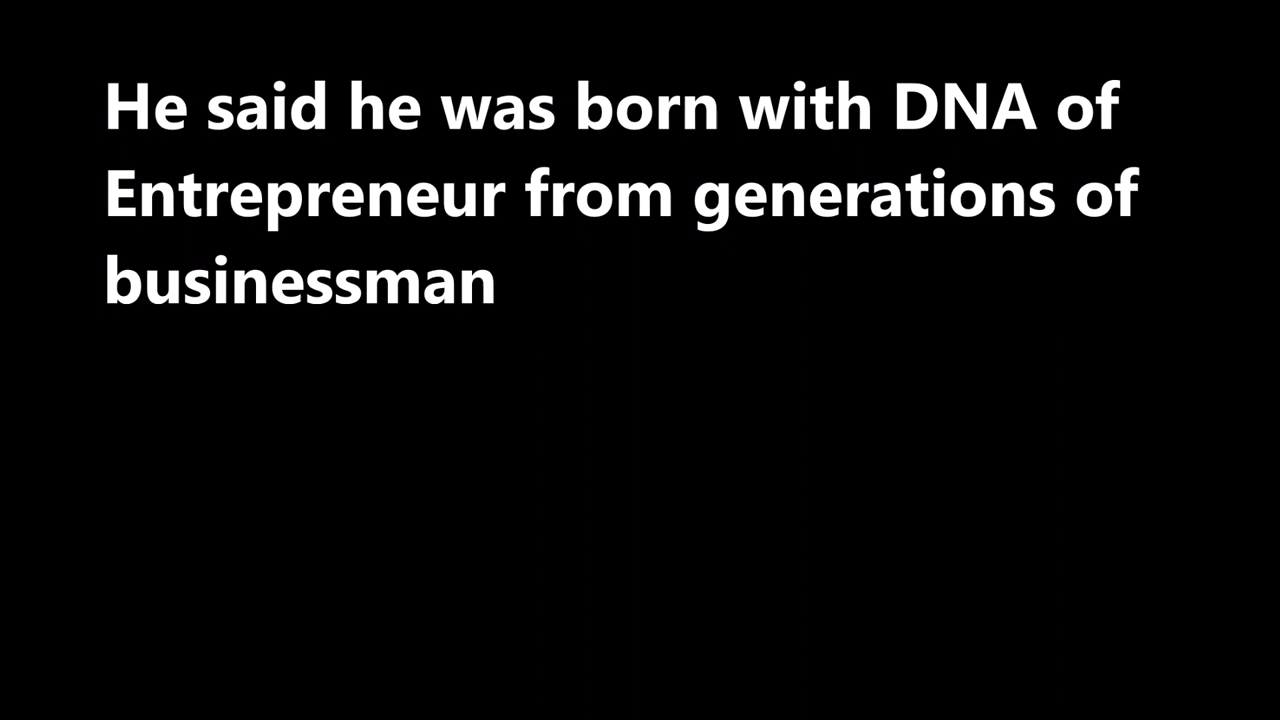 He said he was born with DNA of
Entrepreneur from generations of
businessman